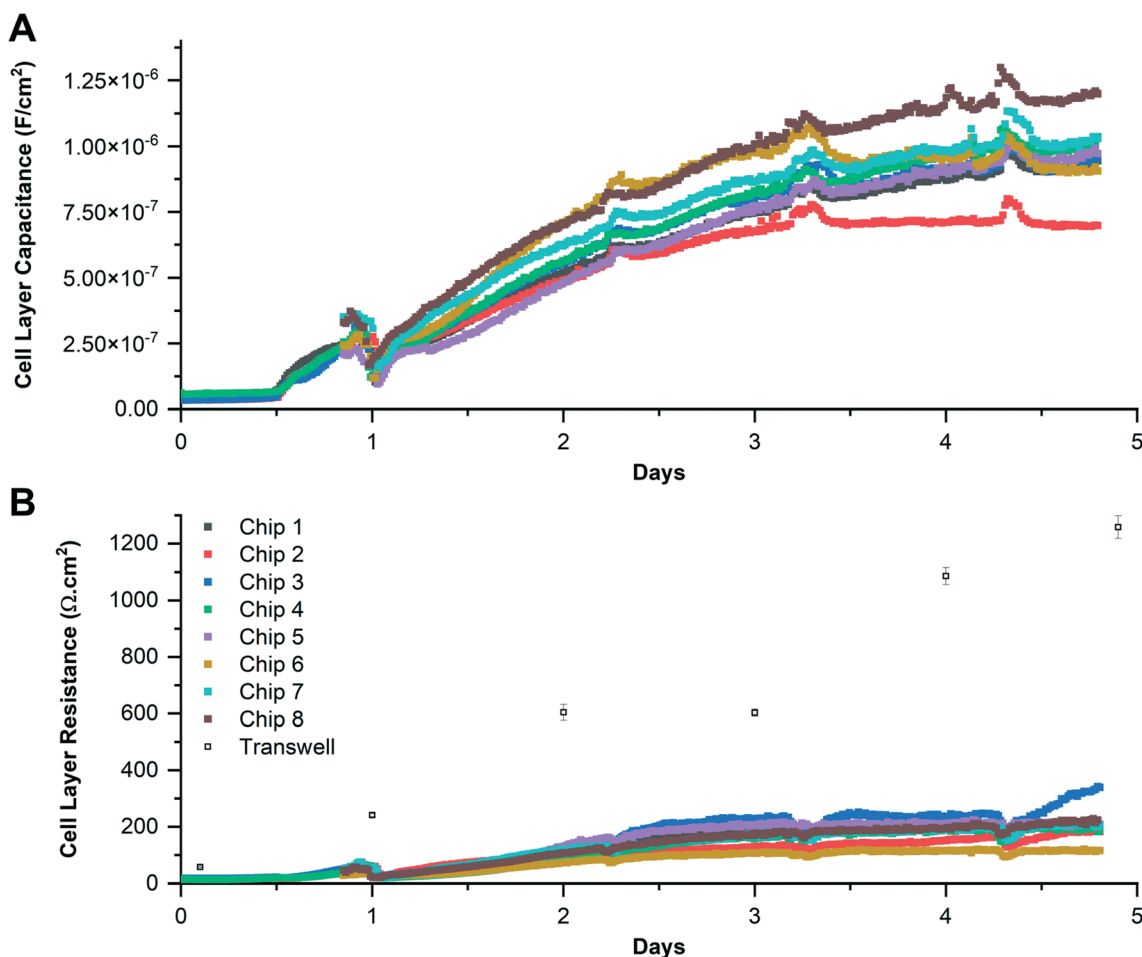 A
Cell Layer Capacitance (F/cm²)
1.25×10⁻⁶
1.00×10⁻⁶
7.50×10⁻⁷
5.00×10⁻⁷
2.50×10⁻⁷
0.00
0 1 2 3 4 5
Days
B
Cell Layer Resistance (Ω.cm²)
1200
1000
800
600
400
200
0
Chip 1
Chip 2
Chip 3
Chip 4
Chip 5
Chip 6
Chip 7
Chip 8
Transwell
0 1 2 3 4 5
Days